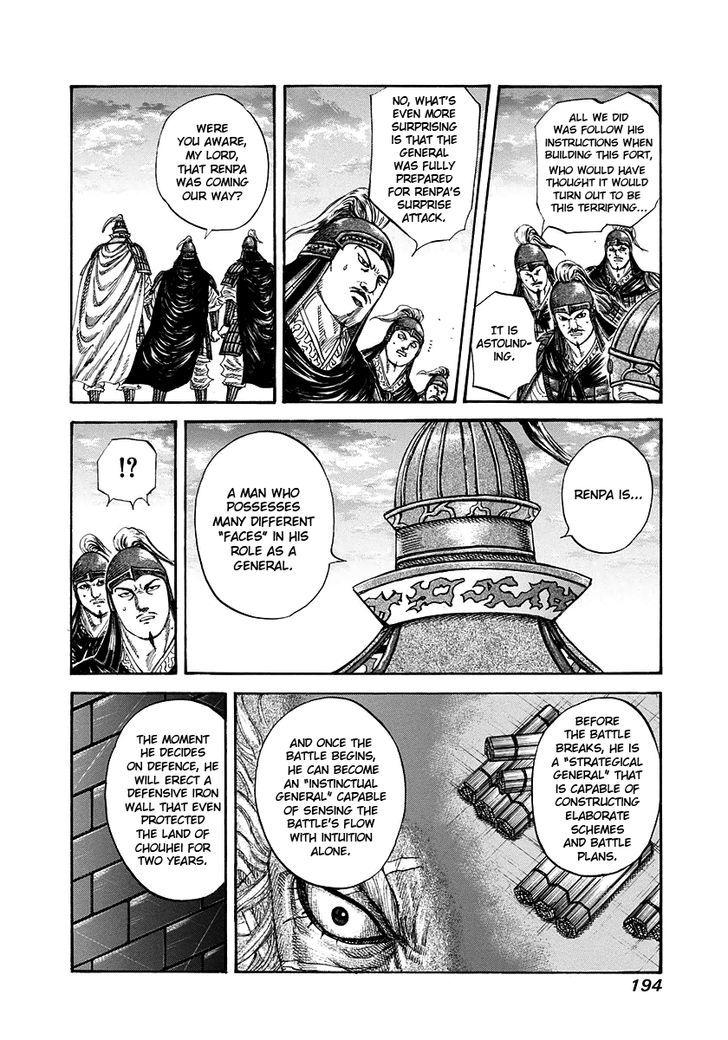 ALL WE DID
WAS FOLLOW HIS
INSTRUCTIONS WHEN
BUILDING THIS FORT,
WHO WOULD HAVE
THOUGHT IT WOULD
TURN OUT TO BE
THIS TERRIFYING...
IT IS
ASTOUND-
ING.
NO, WHAT'S
EVEN MORE
SURPRISING
IS THAT
THE
GENERAL
WAS FULLY
PREPARED
FOR RENPA'S
SURPRISE
ATTACK.
WERE
YOU AWARE,
MY LORD,
THAT RENPA
WAS COMING
OUR WAY?
RENPA IS...
A MAN WHO
POSSESSES
MANY DIFFERENT
"FACES" IN HIS
ROLE AS A
GENERAL.
!?
BEFORE
THE BATTLE
BREAKS, HE IS
A "STRATEGICAL
GENERAL" THAT
IS CAPABLE OF
CONSTRUCTING
ELABORATE
SCHEMES
AND BATTLE
PLANS.
AND ONCE THE
BATTLE BEGINS,
HE CAN BECOME
AN "INSTINCTUAL
GENERAL" CAPABLE
OF SENSING THE
BATTLE'S FLOW
WITH INTUITION
ALONE.
THE MOMENT
HE DECIDES
ON DEFENCE, HE
WILL ERECT A
DEFENSIVE IRON
WALL THAT EVEN
PROTECTED
THE LAND OF
CHOUHEI FOR
TWO YEARS.
194